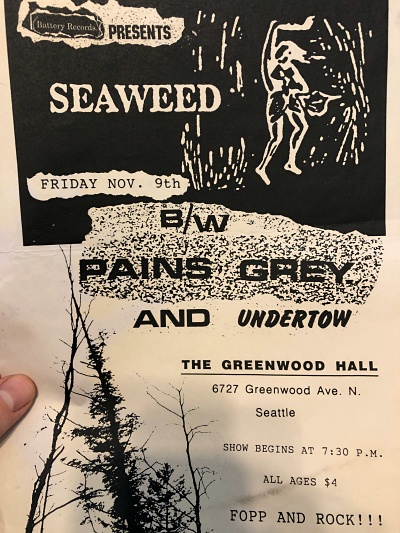 Battery Records
PRESENTS
SEAWEED
FRIDAY NOV. 9th
B/W
PAINS GREY
AND UNDERTOW
THE GREENWOOD HALL
6727 Greenwood Ave. N.
Seattle
SHOW BEGINS AT 7:30 P.M.
ALL AGES $4
FOPP AND ROCK!!!